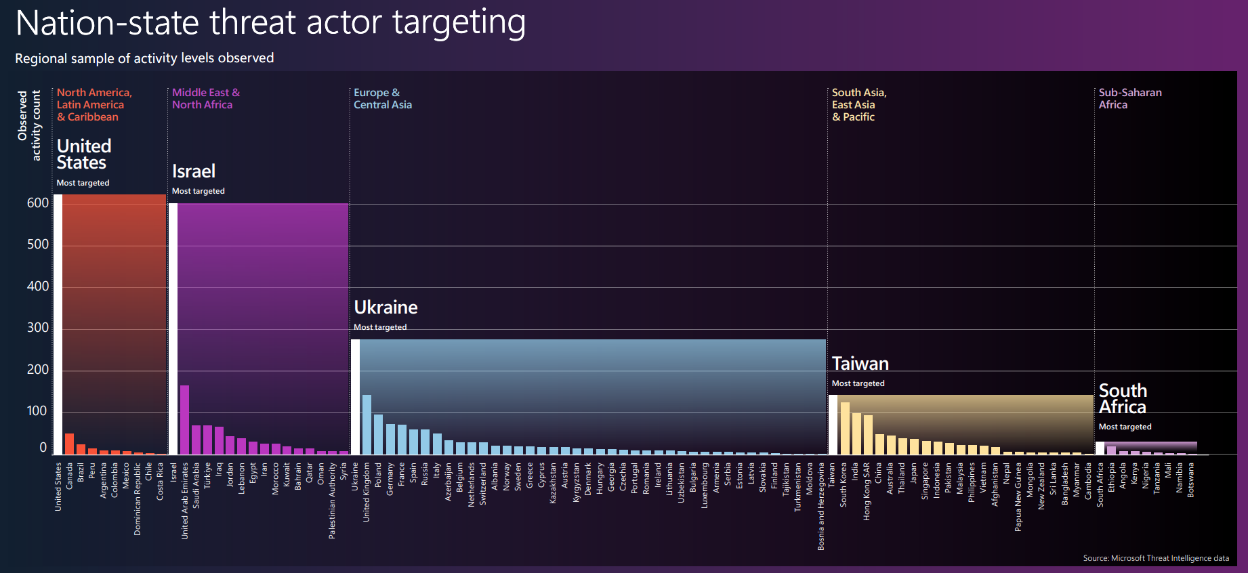 Nation-state threat actor targeting
Regional sample of activity levels observed
Observed
activity count
North America,
Latin America
& Caribbean
Middle East &
North Africa
Europe &
Central Asia
South Asia,
East Asia
& Pacific
Sub-Saharan
Africa
United
States
Most targeted
Israel
Most targeted
Ukraine
Most targeted
Taiwan
Most targeted
South
Africa
Most targeted
600
500
400
300
200
100
0
United States
Canada
Brazil
Peru
Argentina
Colombia
Mexico
Dominican Republic
Chile
Costa Rica
Israel
United Arab Emirates
Saudi Arabia
Türkiye
Iraq
Jordan
Lebanon
Egypt
Iran
Morocco
Kuwait
Bahrain
Qatar
Oman
Palestinian Authority
Syria
Ukraine
United Kingdom
Poland
Germany
France
Spain
Russia
Italy
Azerbaijan
Belgium
Netherlands
Switzerland
Albania
Norway
Sweden
Greece
Cyprus
Kazakhstan
Austria
Kyrgyzstan
Denmark
Hungary
Georgia
Czechia
Portugal
Romania
Ireland
Lithuania
Uzbekistan
Bulgaria
Luxembourg
Armenia
Serbia
Estonia
Latvia
Slovakia
Finland
Tajikistan
Turkmenistan
Moldova
Bosnia and Herzegovina
Taiwan
South Korea
India
Hong Kong SAR
China
Australia
Thailand
Japan
Singapore
Indonesia
Pakistan
Malaysia
Philippines
Vietnam
Afghanistan
Nepal
Papua New Guinea
Mongolia
New Zealand
Sri Lanka
Bangladesh
Myanmar
Cambodia
South Africa
Ethiopia
Angola
Kenya
Nigeria
Tanzania
Mali
Namibia
Botswana
Source: Microsoft Threat Intelligence data